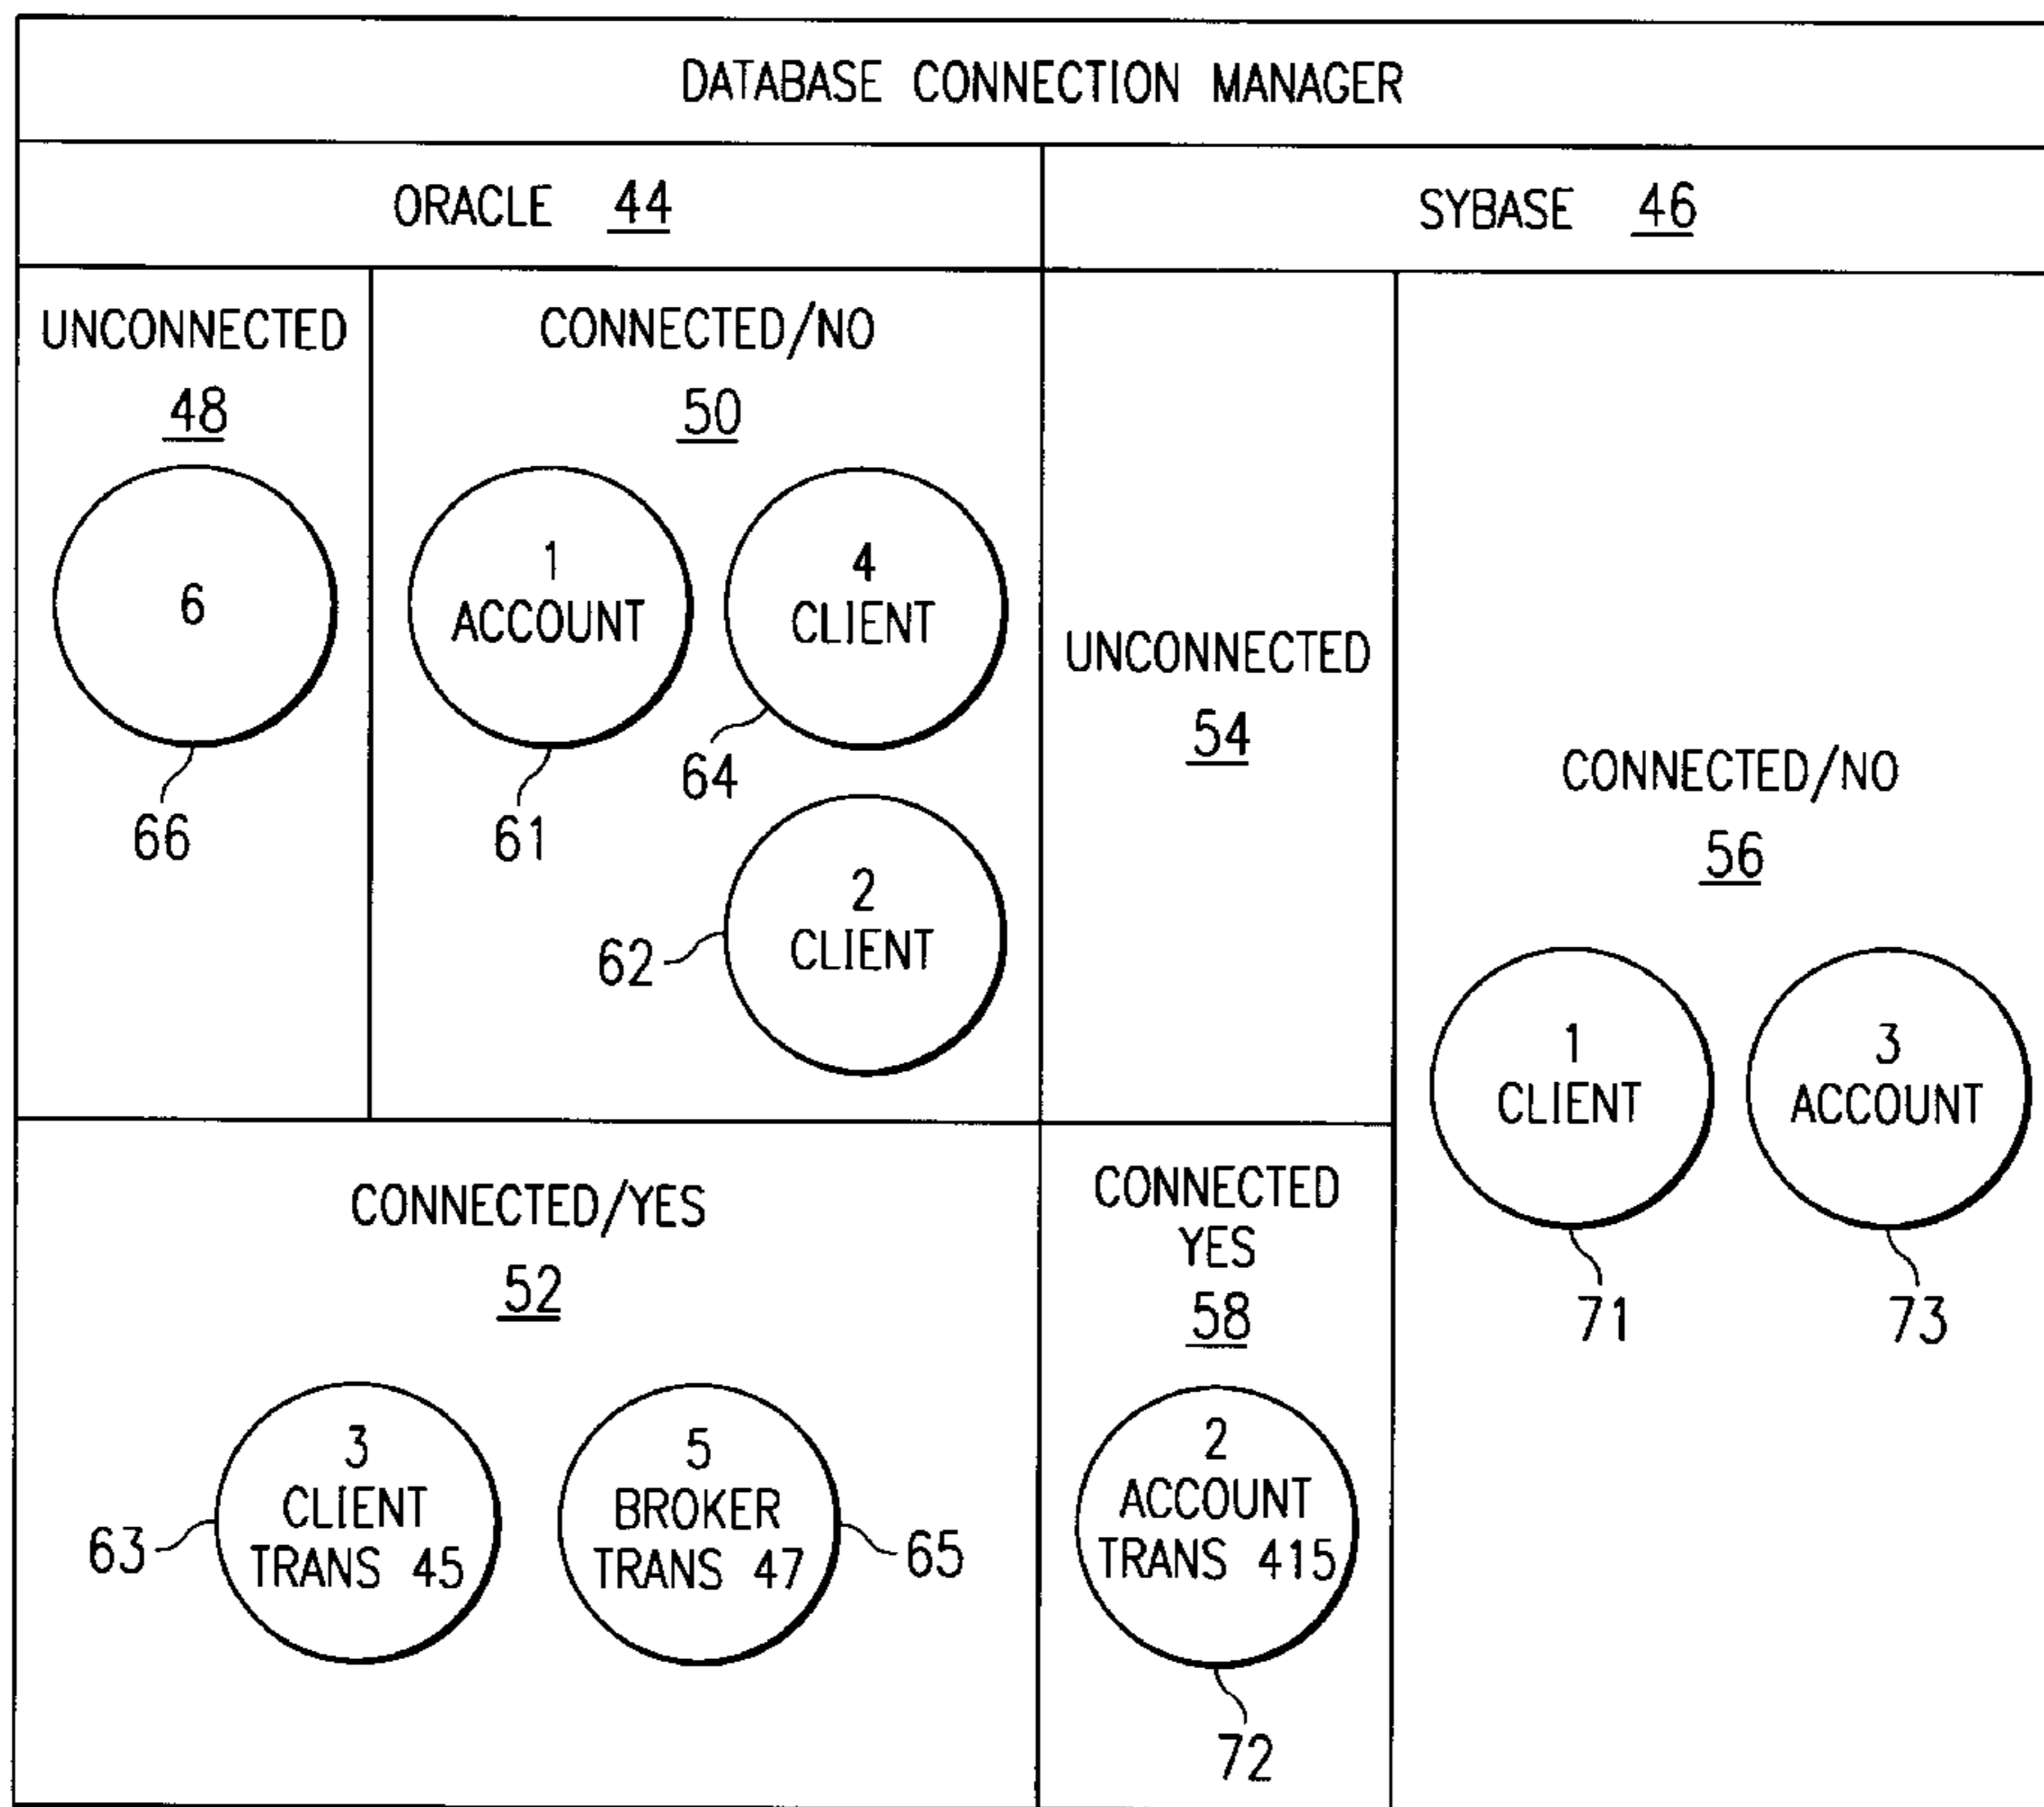 DATABASE CONNECTION MANAGER
ORACLE 44
SYBASE 46
UNCONNECTED
48
6
66
CONNECTED/NO
50
1
ACCOUNT
61
4
CLIENT
64
2
CLIENT
62
UNCONNECTED
54
CONNECTED/NO
56
1
CLIENT
71
3
ACCOUNT
73
CONNECTED/YES
52
3
CLIENT
TRANS 45
63
5
BROKER
TRANS 47
65
CONNECTED
YES
58
2
ACCOUNT
TRANS 415
72